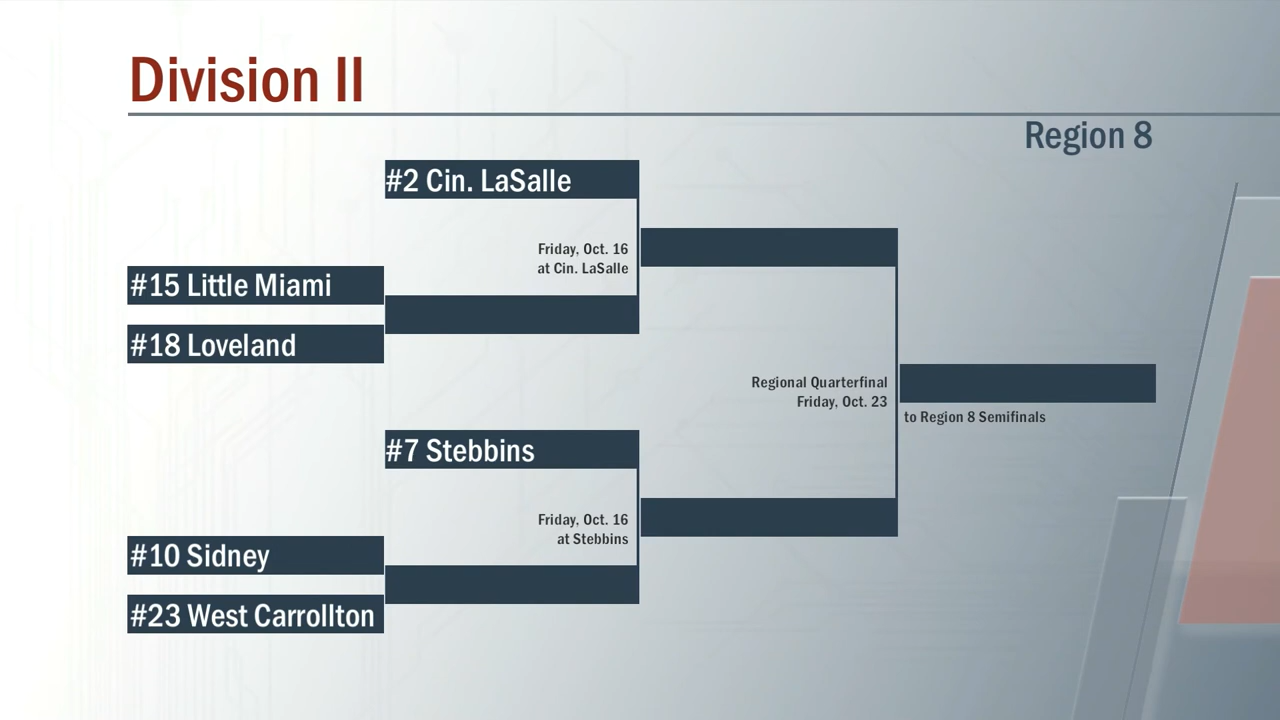 Division II
Region 8
#2 Cin. LaSalle
Friday, Oct. 16
at Cin. LaSalle
#15 Little Miami
#18 Loveland
Regional Quarterfinal
Friday, Oct. 23
to Region 8 Semifinals
#7 Stebbins
Friday, Oct. 16
at Stebbins
#10 Sidney
#23 West Carrollton